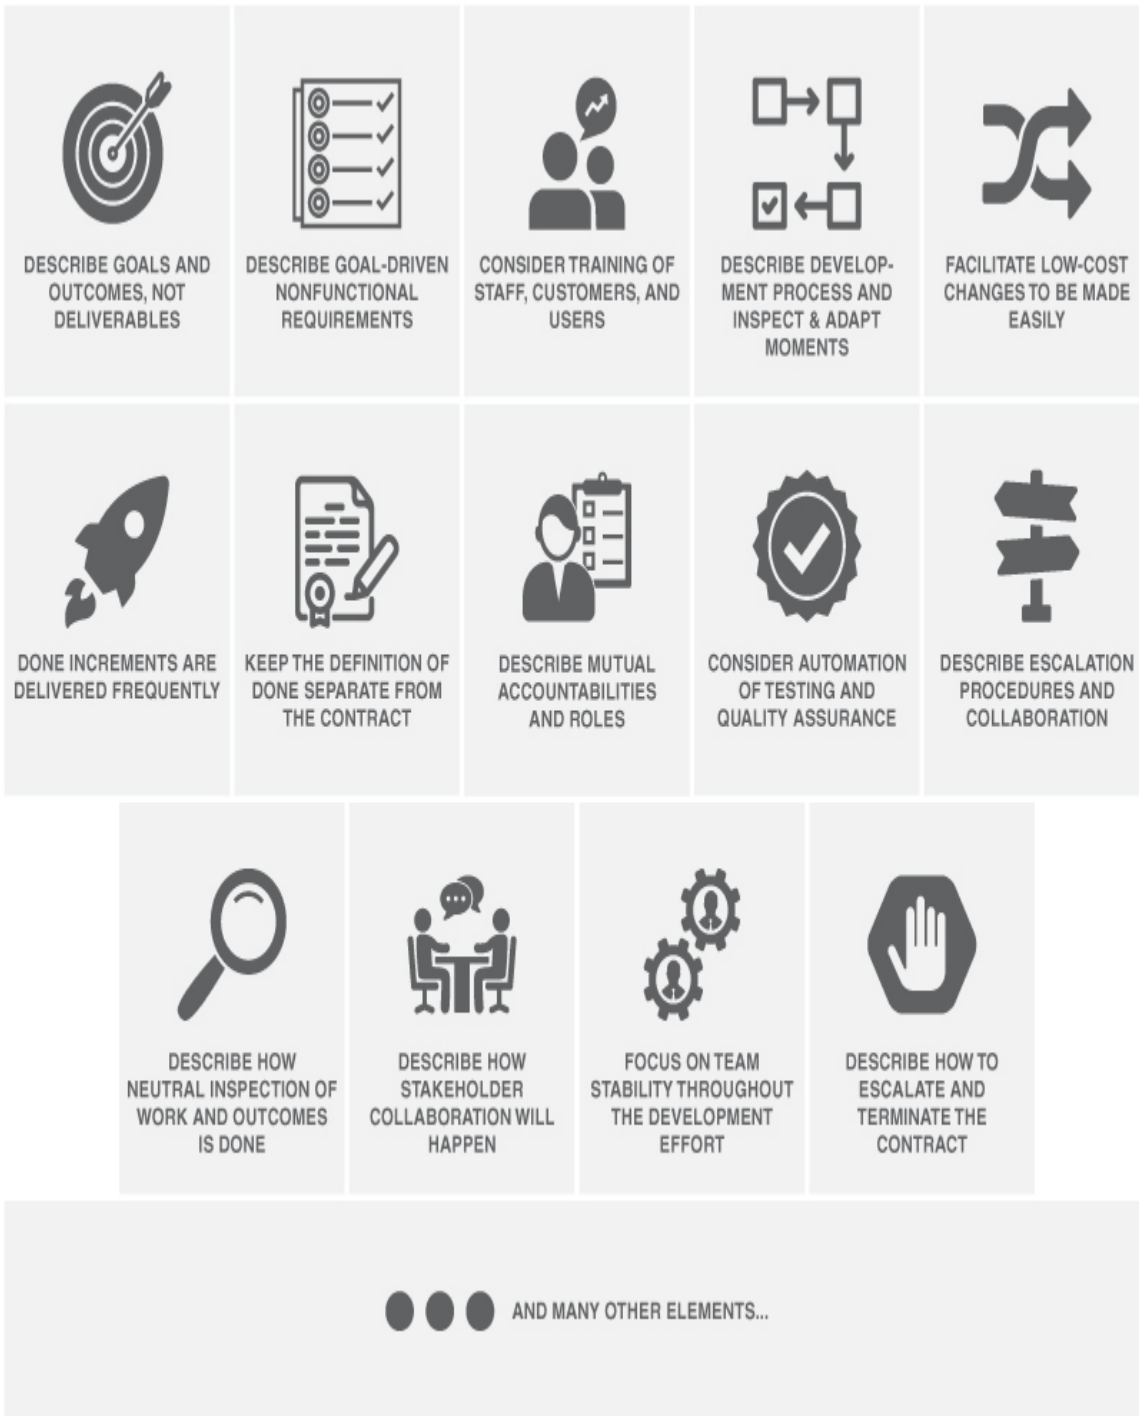 DESCRIBE GOALS AND
OUTCOMES, NOT
DELIVERABLES
DESCRIBE GOAL-DRIVEN
NONFUNCTIONAL
REQUIREMENTS
CONSIDER TRAINING OF
STAFF, CUSTOMERS, AND
USERS
DESCRIBE DEVELOP-
MENT PROCESS AND
INSPECT & ADAPT
MOMENTS
FACILITATE LOW-COST
CHANGES TO BE MADE
EASILY
DONE INCREMENTS ARE
DELIVERED FREQUENTLY
KEEP THE DEFINITION OF
DONE SEPARATE FROM
THE CONTRACT
DESCRIBE MUTUAL
ACCOUNTABILITIES
AND ROLES
CONSIDER AUTOMATION
OF TESTING AND
QUALITY ASSURANCE
DESCRIBE ESCALATION
PROCEDURES AND
COLLABORATION
DESCRIBE HOW
NEUTRAL INSPECTION OF
WORK AND OUTCOMES
IS DONE
DESCRIBE HOW
STAKEHOLDER
COLLABORATION WILL
HAPPEN
FOCUS ON TEAM
STABILITY THROUGHOUT
THE DEVELOPMENT
EFFORT
DESCRIBE HOW TO
ESCALATE AND
TERMINATE THE
CONTRACT
AND MANY OTHER ELEMENTS...